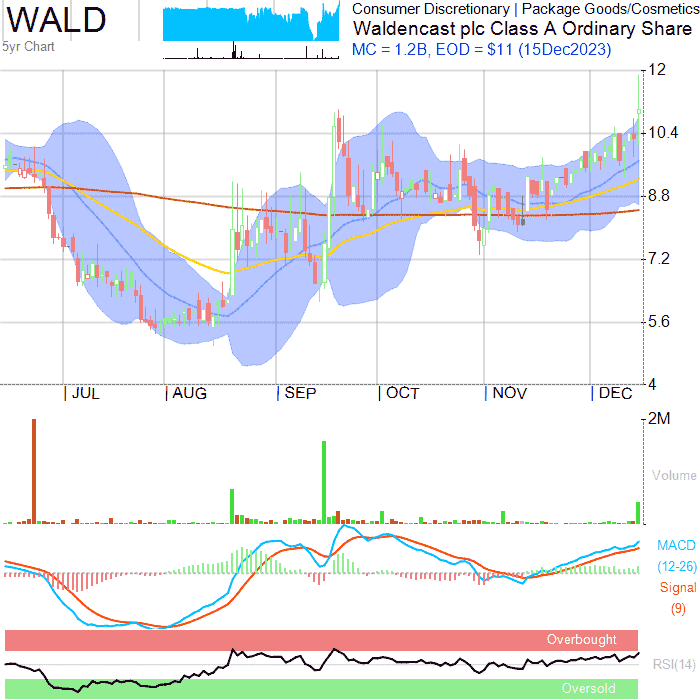 WALD
5yr Chart
Consumer Discretionary | Package Goods/Cosmetics
Waldencast plc Class A Ordinary Share
MC = 1.2B, EOD = $11 (15Dec2023)
12
10.4
8.8
7.2
5.6
4
JUL
AUG
SEP
OCT
NOV
DEC
2M
Volume
MACD
(12-26)
Signal
(9)
Overbought
RSI(14)
Oversold